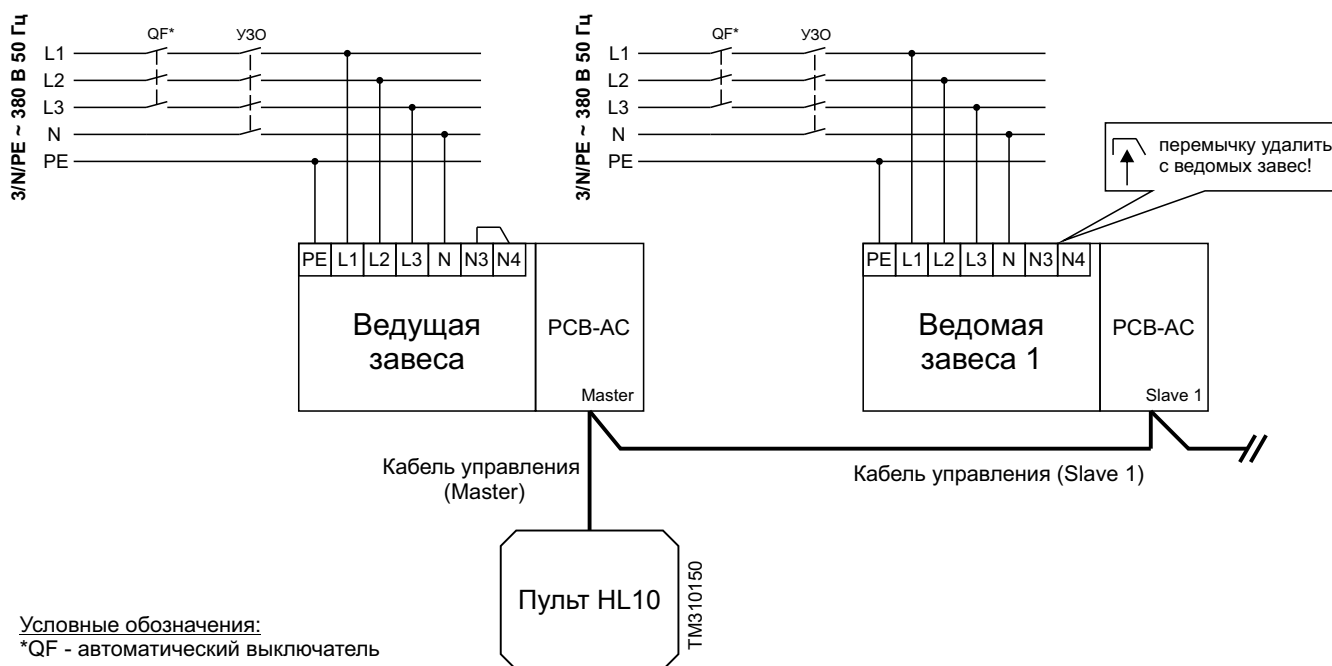 3/N/PE ~ 380 В 50 Гц
QF*
УЗО
L1
L2
L3
N
PE
PE L1 L2 L3 N N3 N4
Ведущая
завеса
PCB-AC
Master
3/N/PE ~ 380 В 50 Гц
QF*
УЗО
L1
L2
L3
N
PE
перемычку удалить
с ведомых завес!
PE L1 L2 L3 N N3 N4
Ведомая
завеса 1
PCB-AC
Slave 1
Кабель управления
(Master)
Кабель управления (Slave 1)
Пульт HL10
TM310150
Условные обозначения:
*QF - автоматический выключатель